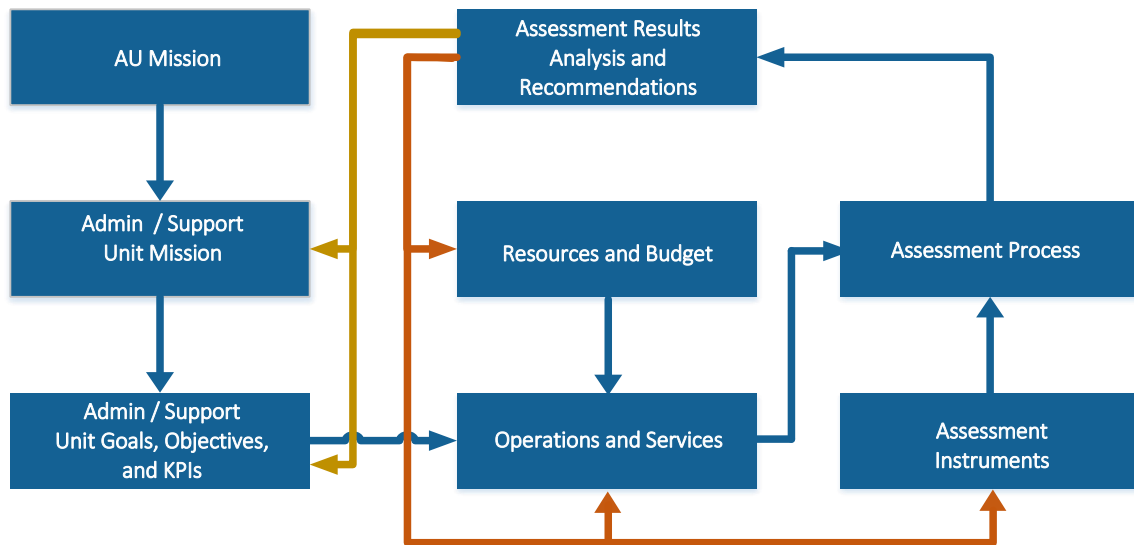 AU Mission
Assessment Results
Analysis and
Recommendations
Admin / Support
Unit Mission
Resources and Budget
Assessment Process
Admin / Support
Unit Goals, Objectives,
and KPIs
Operations and Services
Assessment
Instruments